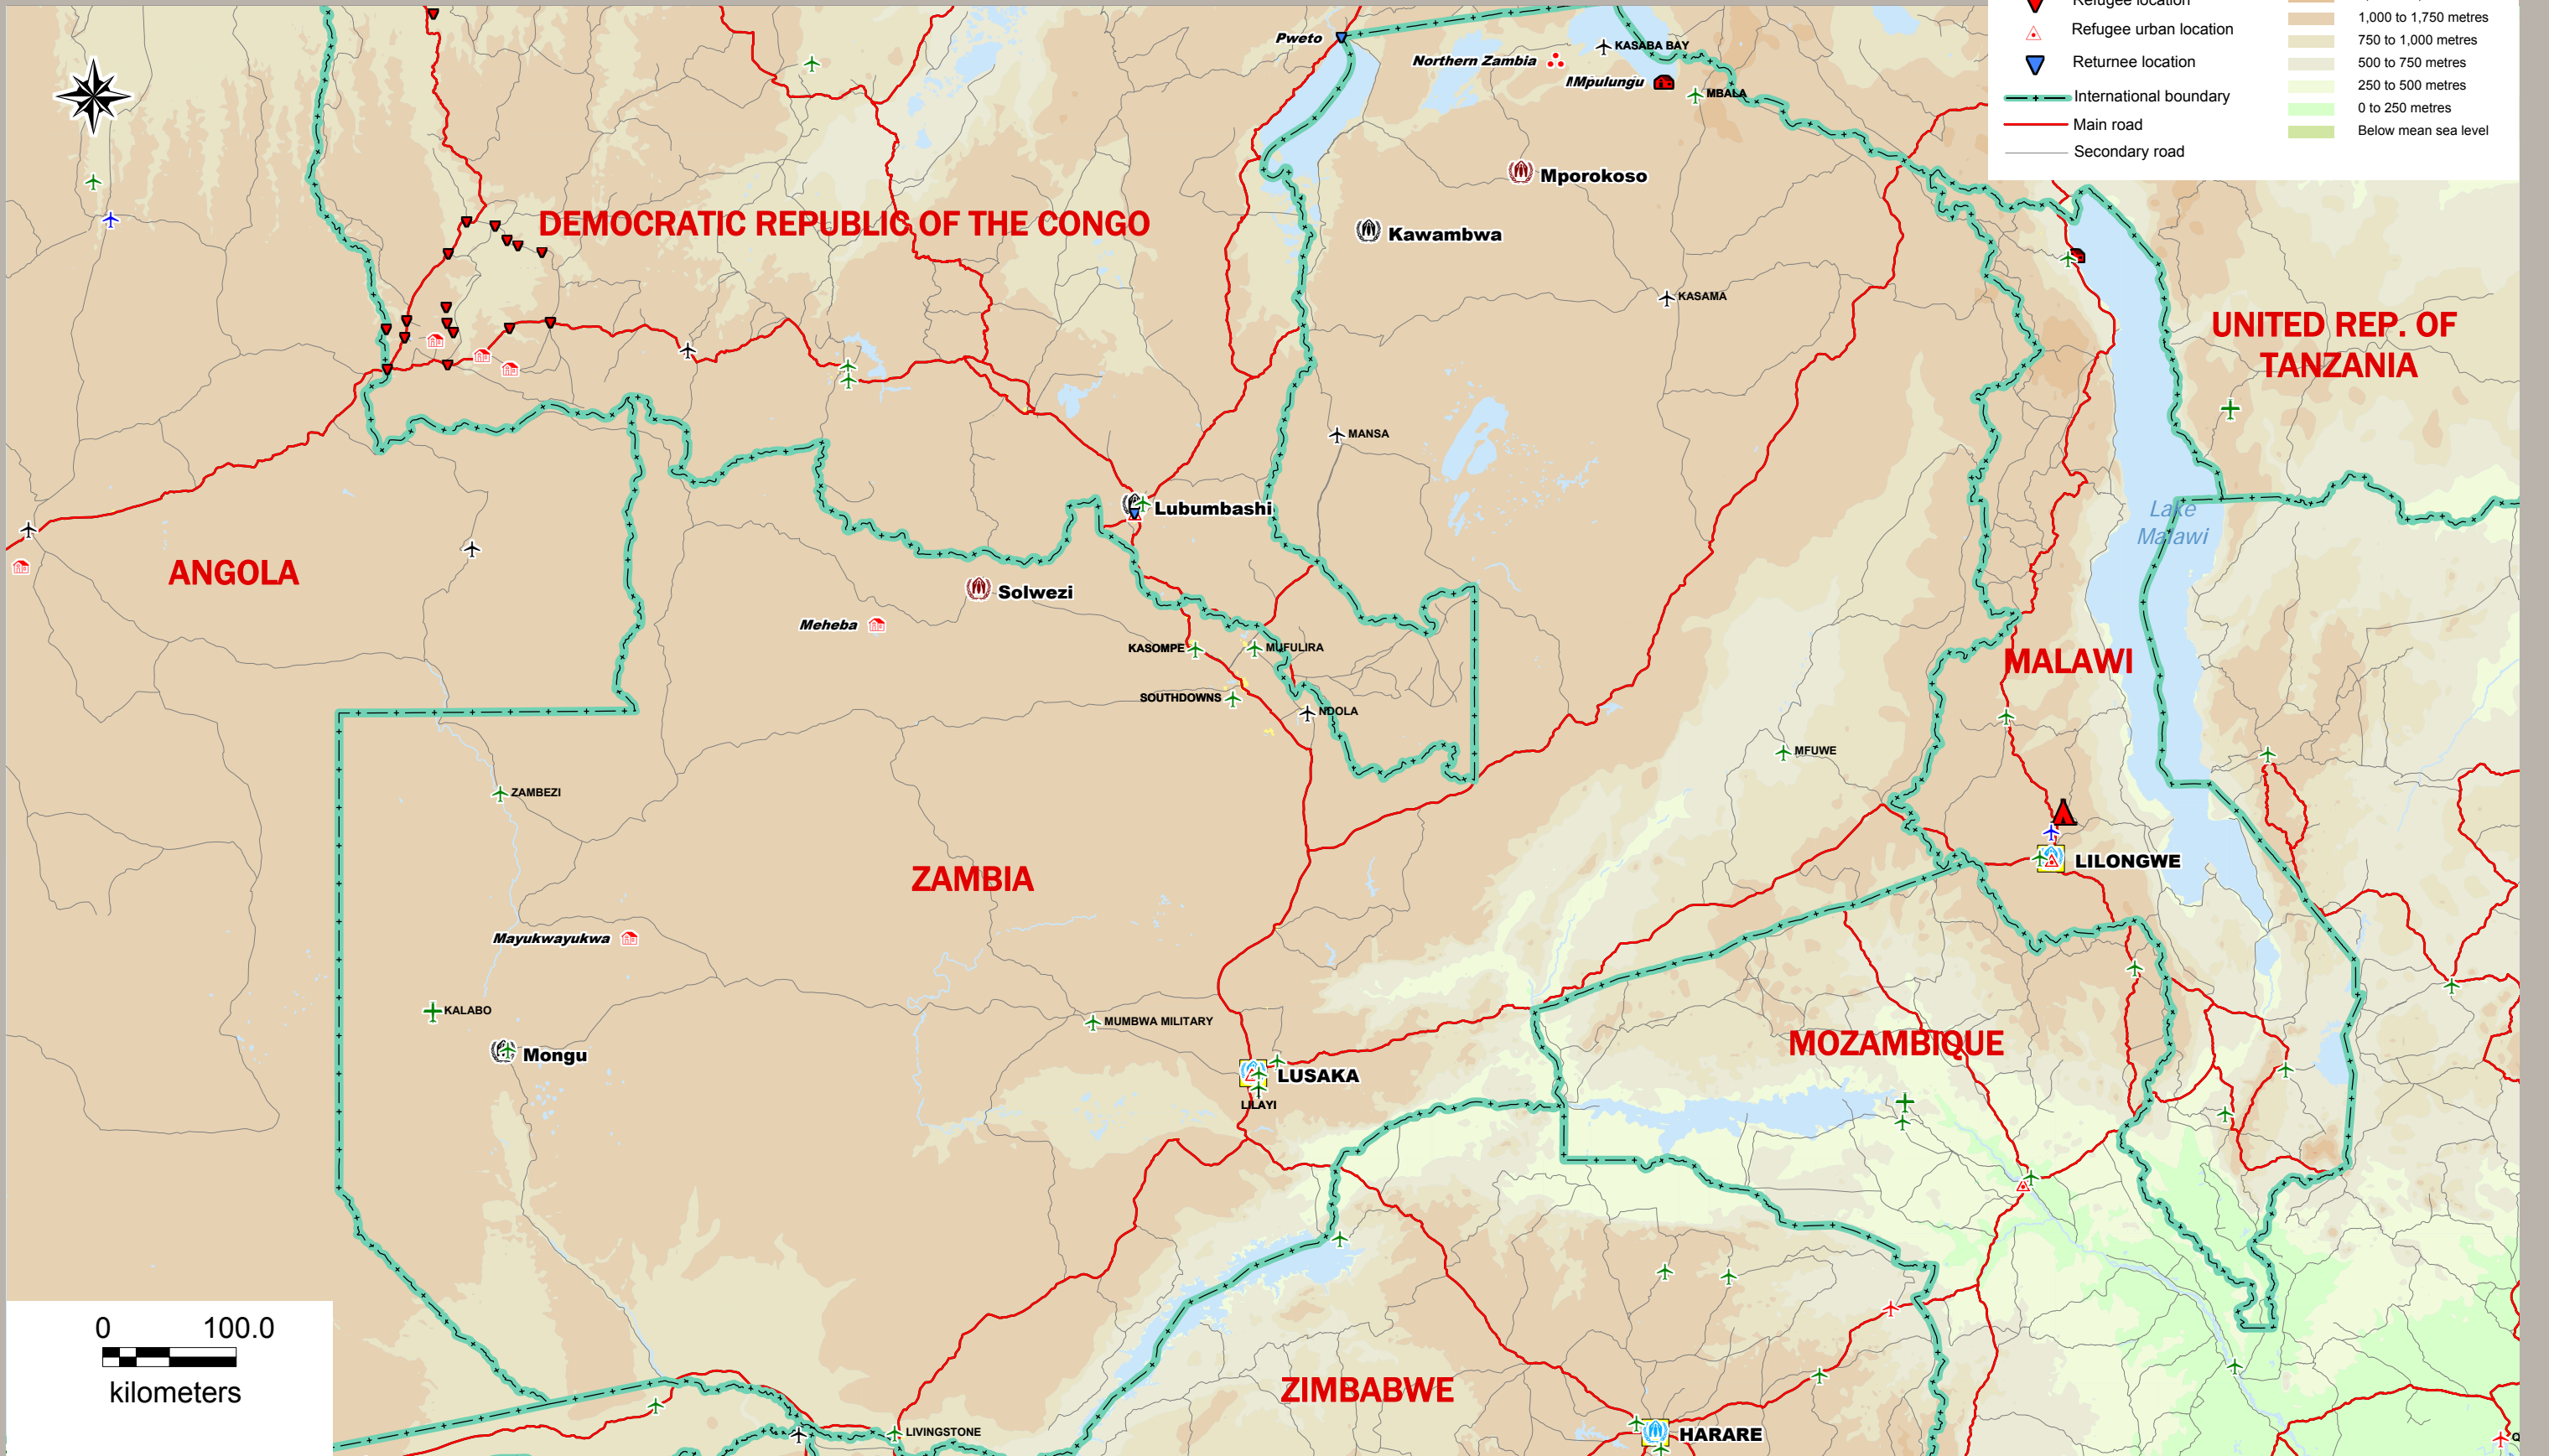 Refugee location
1,000 to 1,750 metres
Refugee urban location
750 to 1,000 metres
Returnee location
500 to 750 metres
250 to 500 metres
International boundary
0 to 250 metres
Main road
Below mean sea level
Secondary road
Pweto
KASABA BAY
Northern Zambia
Mpulungu
MBALA
Mporokoso
DEMOCRATIC REPUBLIC OF THE CONGO
Kawambwa
KASAMA
UNITED REP. OF
TANZANIA
MANSA
Lubumbashi
Lake
Malawi
ANGOLA
Solwezi
Meheba
KASOMPE
MUFULIRA
MALAWI
SOUTHDOWNS
NDOLA
MFUWE
ZAMBEZI
LILONGWE
ZAMBIA
Mayukwayukwa
KALABO
MUMBWA MILITARY
MOZAMBIQUE
Mongu
LUSAKA
LILAYI
0 100.0
kilometers
ZIMBABWE
LIVINGSTONE
HARARE